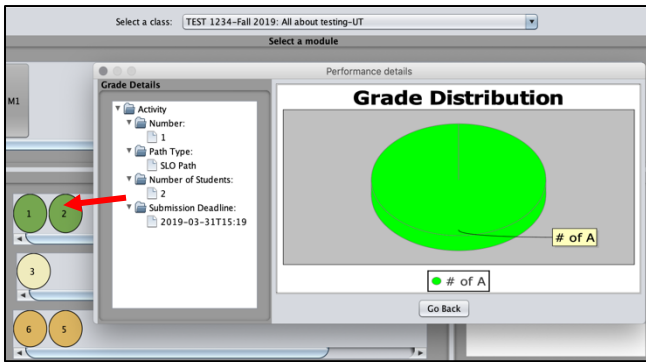 Select a class: TEST 1234-Fall 2019: All about testing-UT
Select a module
Performance details
M1
Grade Details
Activity
Number:
1
Path Type:
SLO Path
Number of Students:
2
Submission Deadline:
2019-03-31T15:19
Grade Distribution
# of A
# of A
Go Back
1 2
3
6 5